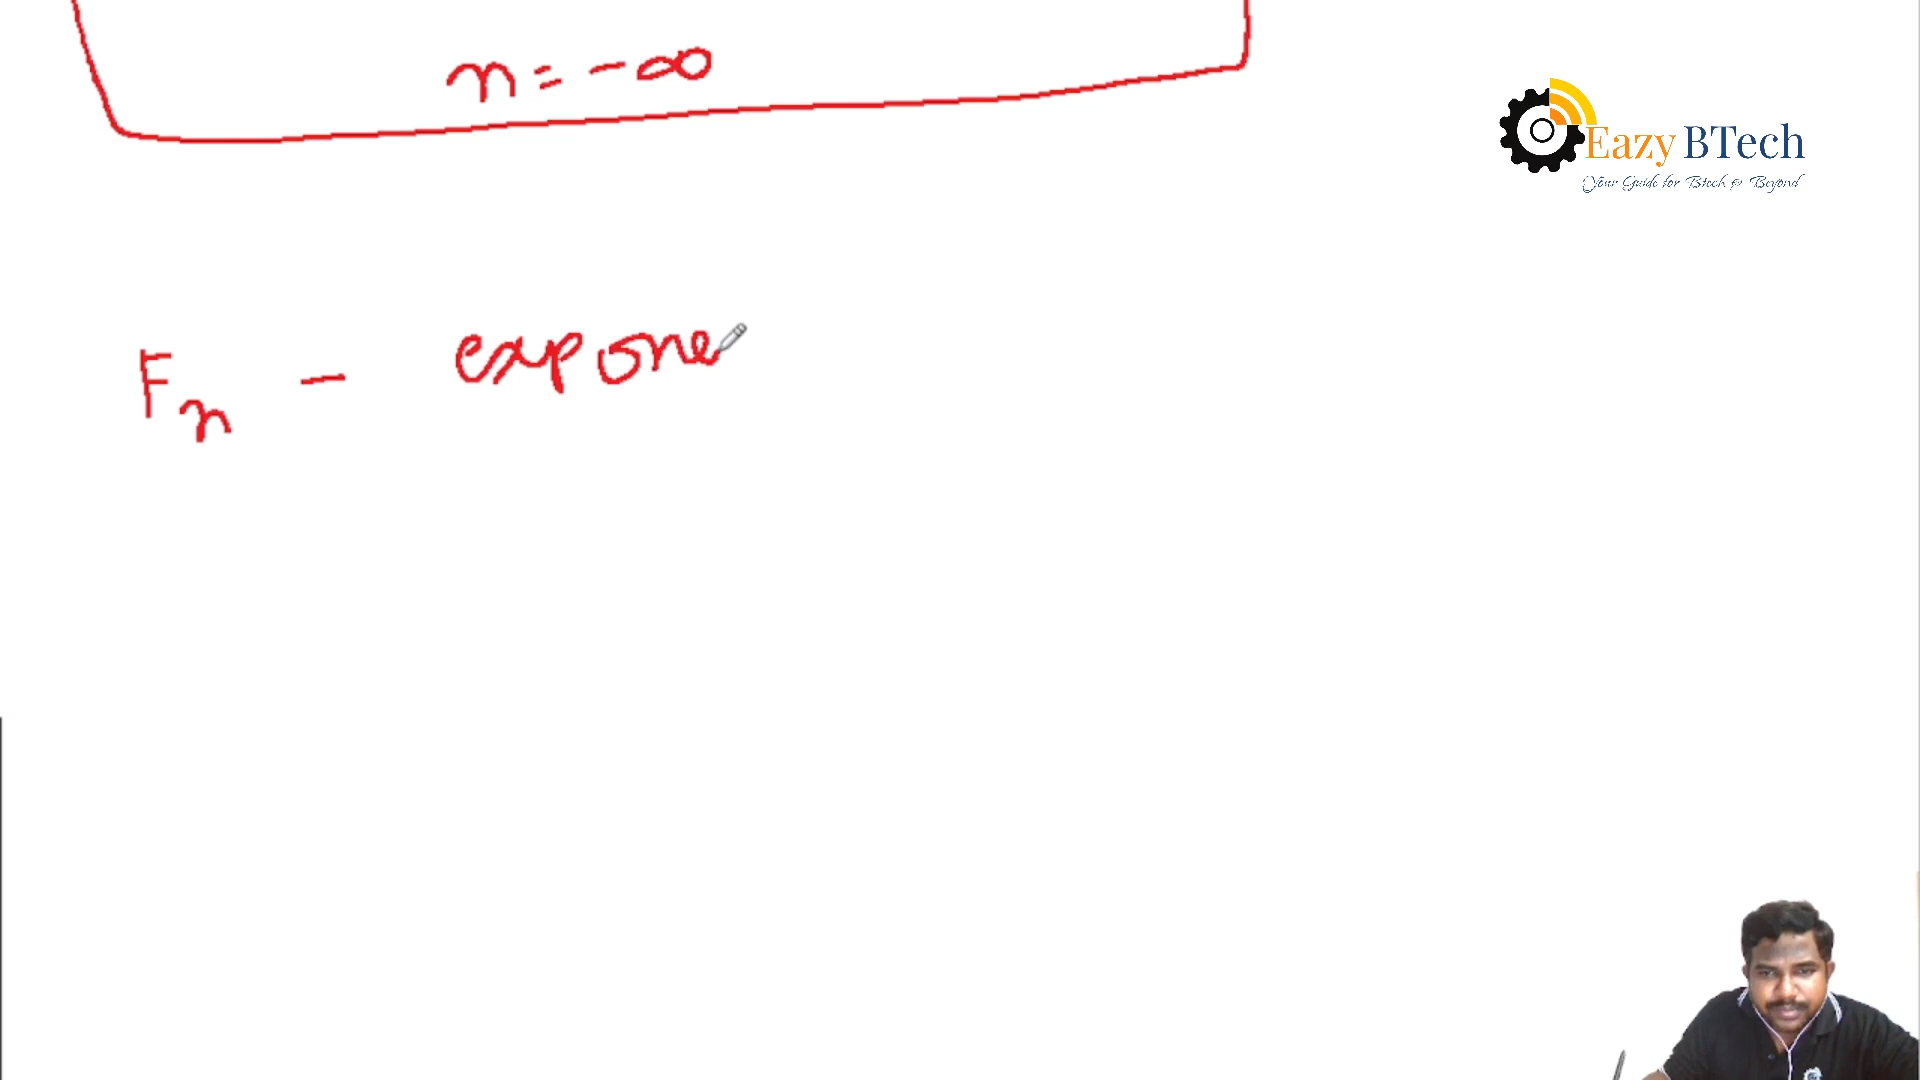 n = -∞
Eazy BTech
Your Guide for Btech & Beyond
Fn - expone